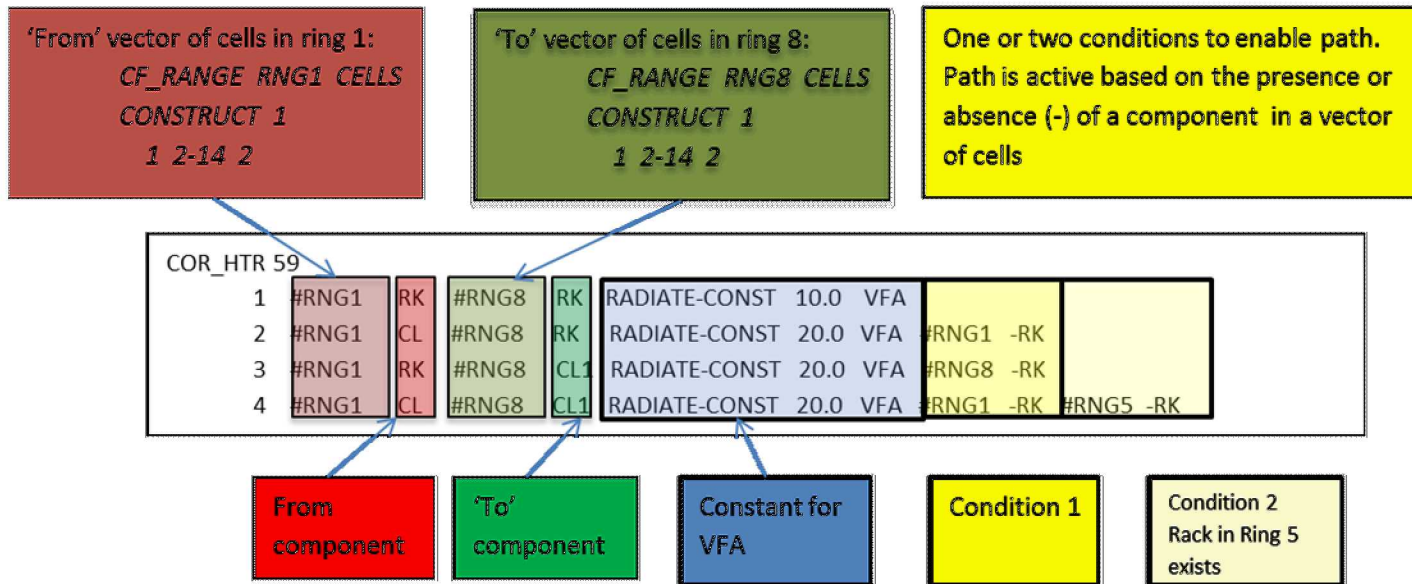 ‘From’ vector of cells in ring 1:
CF_RANGE RNG1 CELLS
CONSTRUCT 1
1 2-14 2
‘To’ vector of cells in ring 8:
CF_RANGE RNG8 CELLS
CONSTRUCT 1
1 2-14 2
One or two conditions to enable path.
Path is active based on the presence or
absence (-) of a component in a vector
of cells
COR_HTR 59
1 #RNG1 RK #RNG8 RK RADIATE-CONST 10.0 VFA
2 #RNG1 CL #RNG8 RK RADIATE-CONST 20.0 VFA #RNG1 -RK
3 #RNG1 RK #RNG8 CL1 RADIATE-CONST 20.0 VFA #RNG8 -RK
4 #RNG1 CL #RNG8 CL1 RADIATE-CONST 20.0 VFA #RNG1 -RK #RNG5 -RK
From
component
‘To’
component
Constant for
VFA
Condition 1
Condition 2
Rack in Ring 5
exists